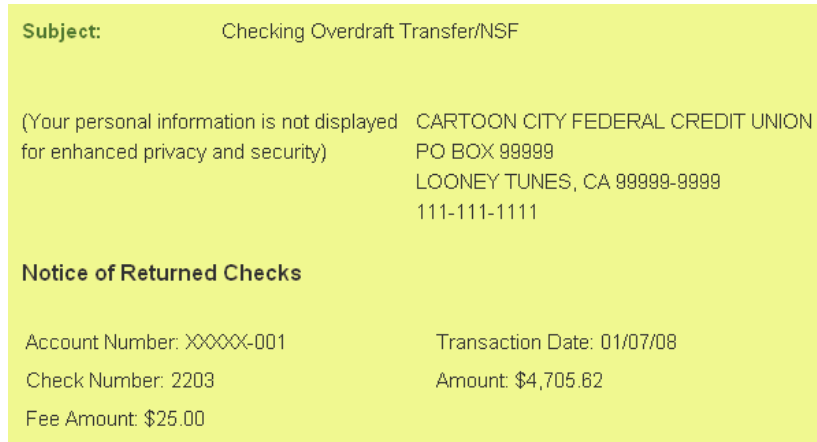 Subject: Checking Overdraft Transfer/NSF
(Your personal information is not displayed
for enhanced privacy and security)
CARTOON CITY FEDERAL CREDIT UNION
PO BOX 99999
LOONEY TUNES, CA 99999-9999
111-111-1111
Notice of Returned Checks
Account Number: XXXXX-001 Transaction Date: 01/07/08
Check Number: 2203 Amount: $4,705.62
Fee Amount: $25.00